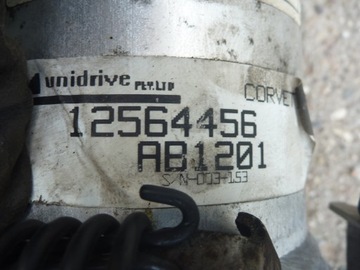 unidrive PTY.LTD
CORVET
12564456
AB1201